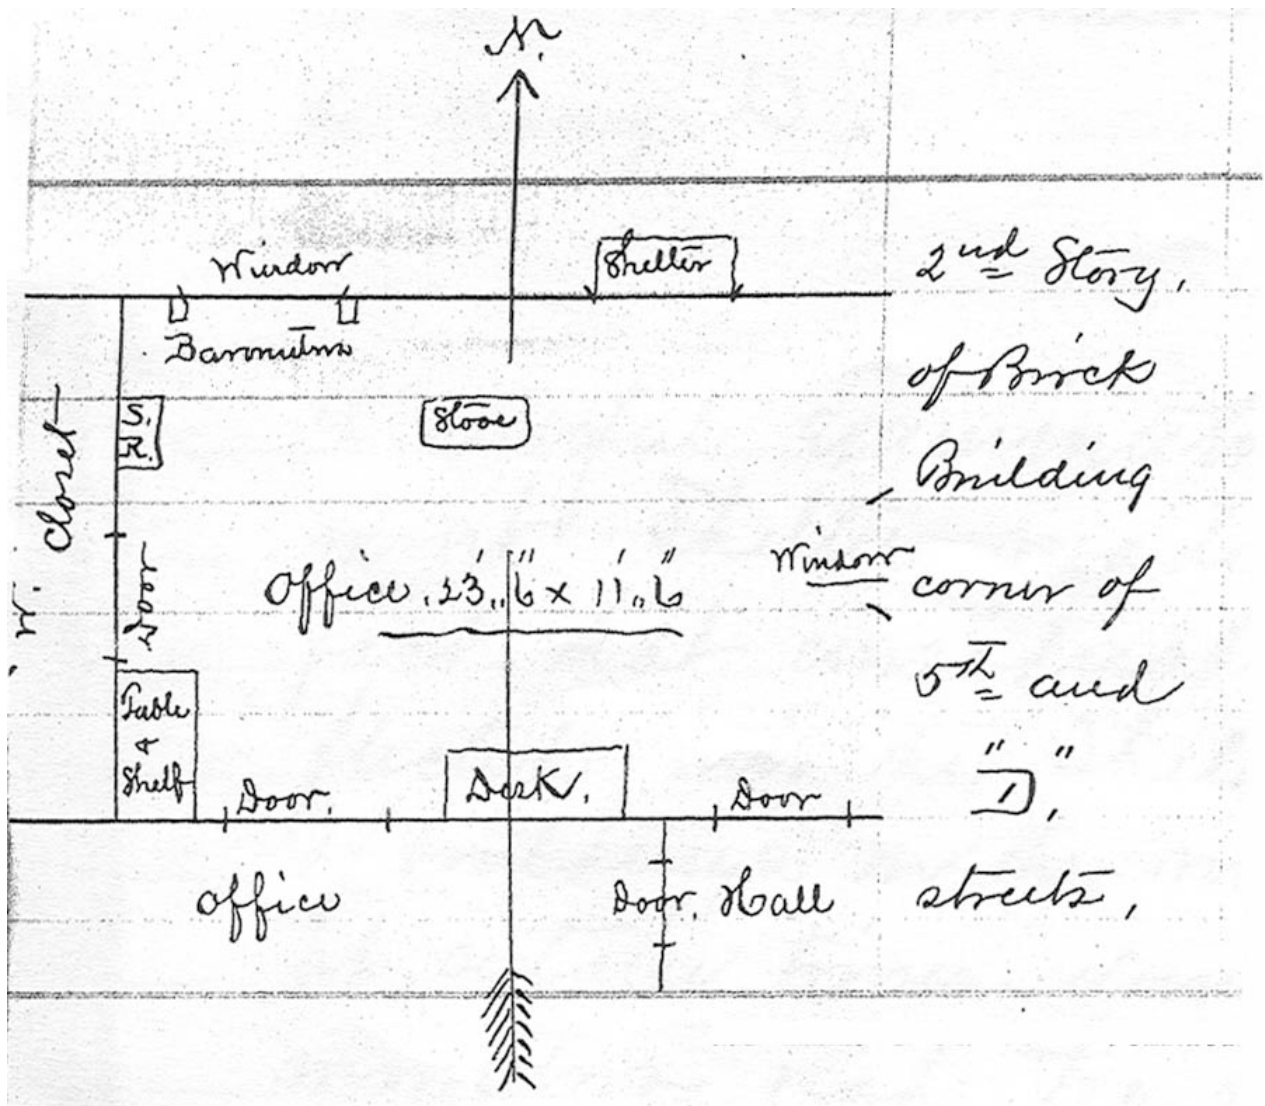 N.
Window
Shelter
Barometers
2nd Story,
of Brick
Building
corner of
5th and
"D",
streets,
Closet
W.
S.
R.
Stove
Door
Office. 23'.6" x 11'.6"
Window
Table
&
Shelf
Door.
Desk.
Door
Office
Door.
Hall